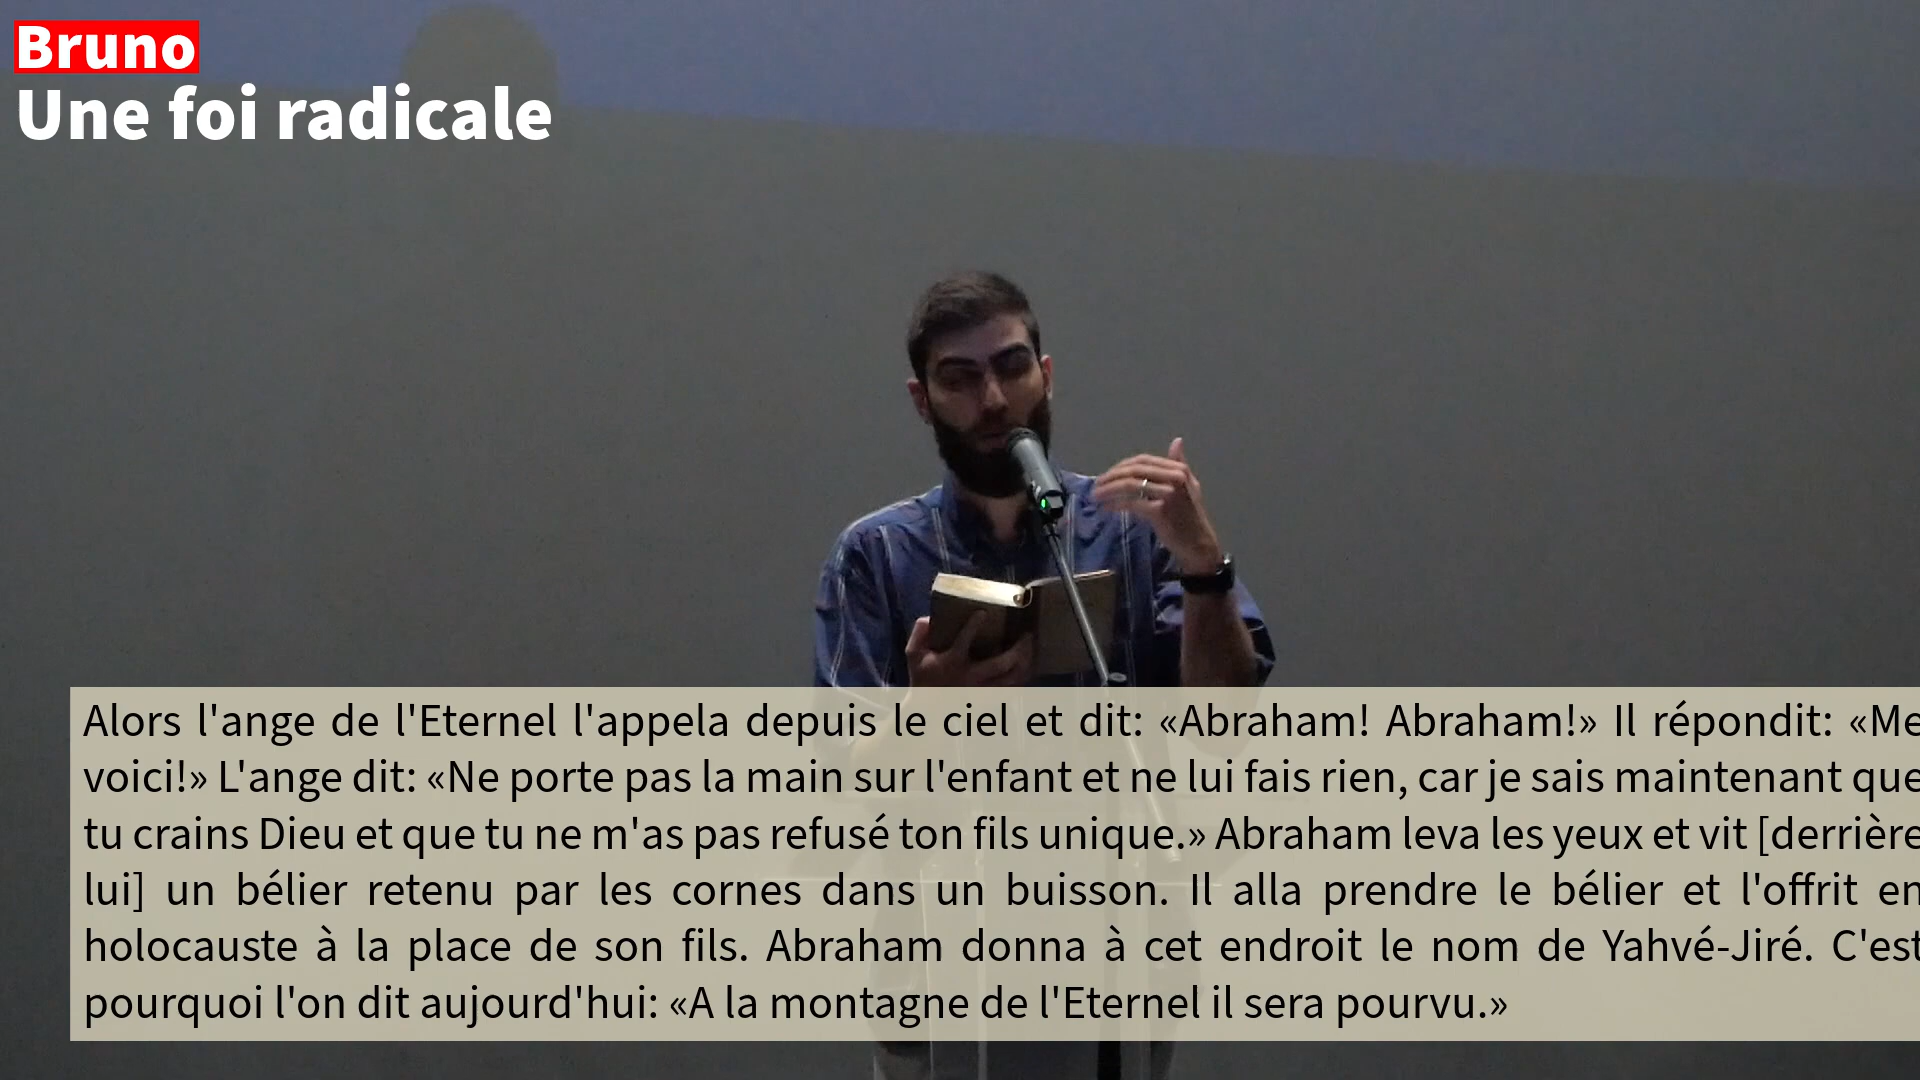 Bruno
Une foi radicale
Alors l'ange de l'Eternel l'appela depuis le ciel et dit: «Abraham! Abraham!» Il répondit: «Me
voici!» L'ange dit: «Ne porte pas la main sur l'enfant et ne lui fais rien, car je sais maintenant que
tu crains Dieu et que tu ne m'as pas refusé ton fils unique.» Abraham leva les yeux et vit [derrière
lui] un bélier retenu par les cornes dans un buisson. Il alla prendre le bélier et l'offrit en
holocauste à la place de son fils. Abraham donna à cet endroit le nom de Yahvé-Jiré. C'est
pourquoi l'on dit aujourd'hui: «A la montagne de l'Eternel il sera pourvu.»